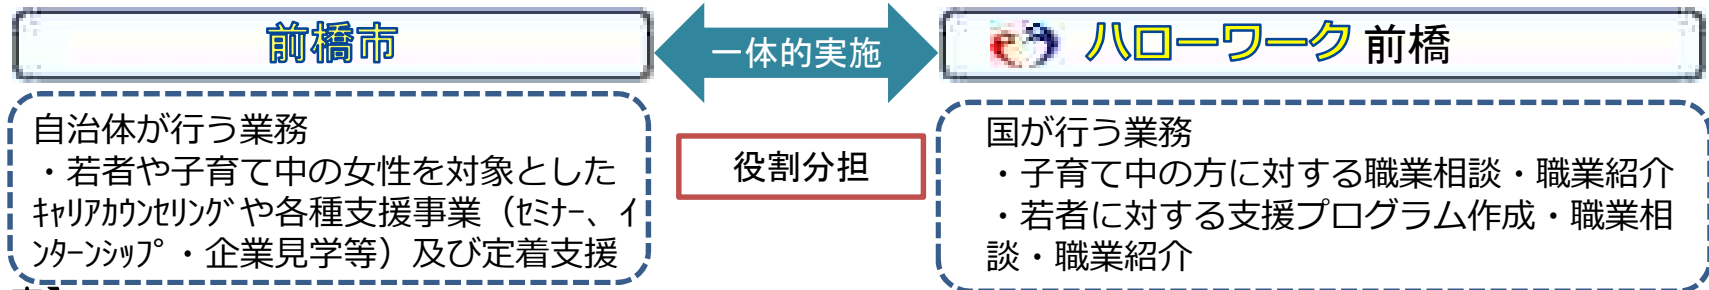 前橋市
一体的実施
ハローワーク 前橋
自治体が行う業務
・若者や子育て中の女性を対象とした
ｷｬﾘｱｶｳﾝｾﾘﾝｸﾞや各種支援事業（ｾﾐﾅｰ、ｲ
ﾝﾀｰﾝｼｯﾌﾟ・企業見学等）及び定着支援
役割分担
国が行う業務
・子育て中の方に対する職業相談・職業紹介
・若者に対する支援プログラム作成・職業相
談・職業紹介